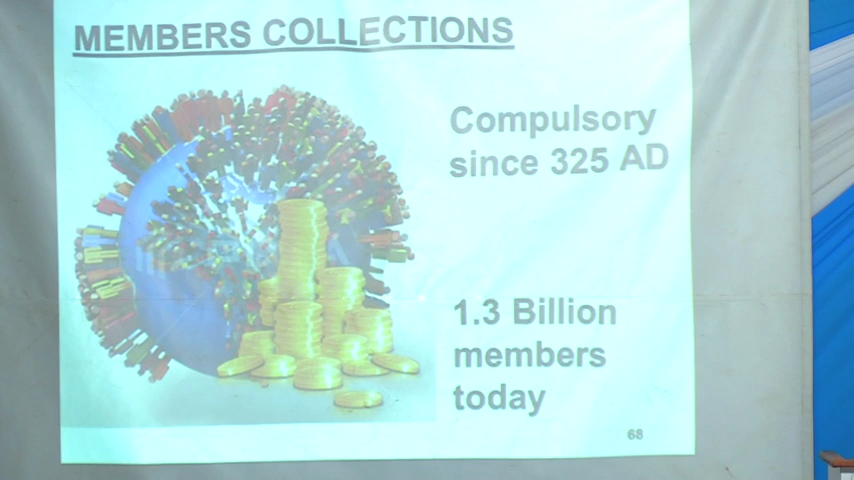 MEMBERS COLLECTIONS
Compulsory
since 325 AD
1.3 Billion
members
today
68